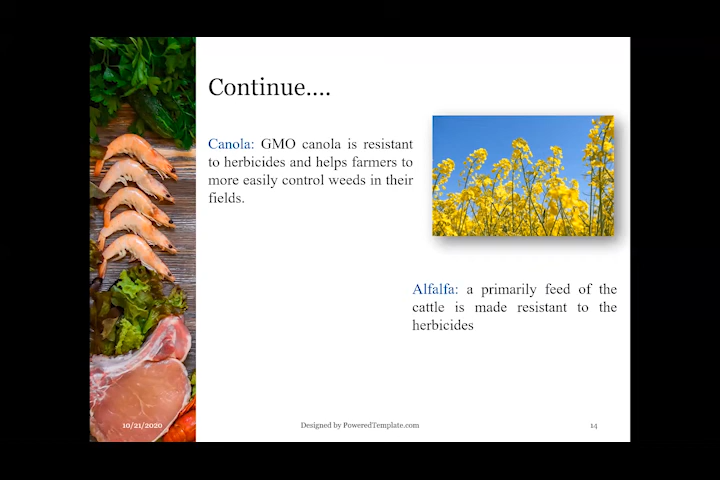 Continue....
Canola: GMO canola is resistant
to herbicides and helps farmers to
more easily control weeds in their
fields.
Alfalfa: a primarily feed of the
cattle is made resistant to the
herbicides
10/21/2020
Designed by PoweredTemplate.com
14